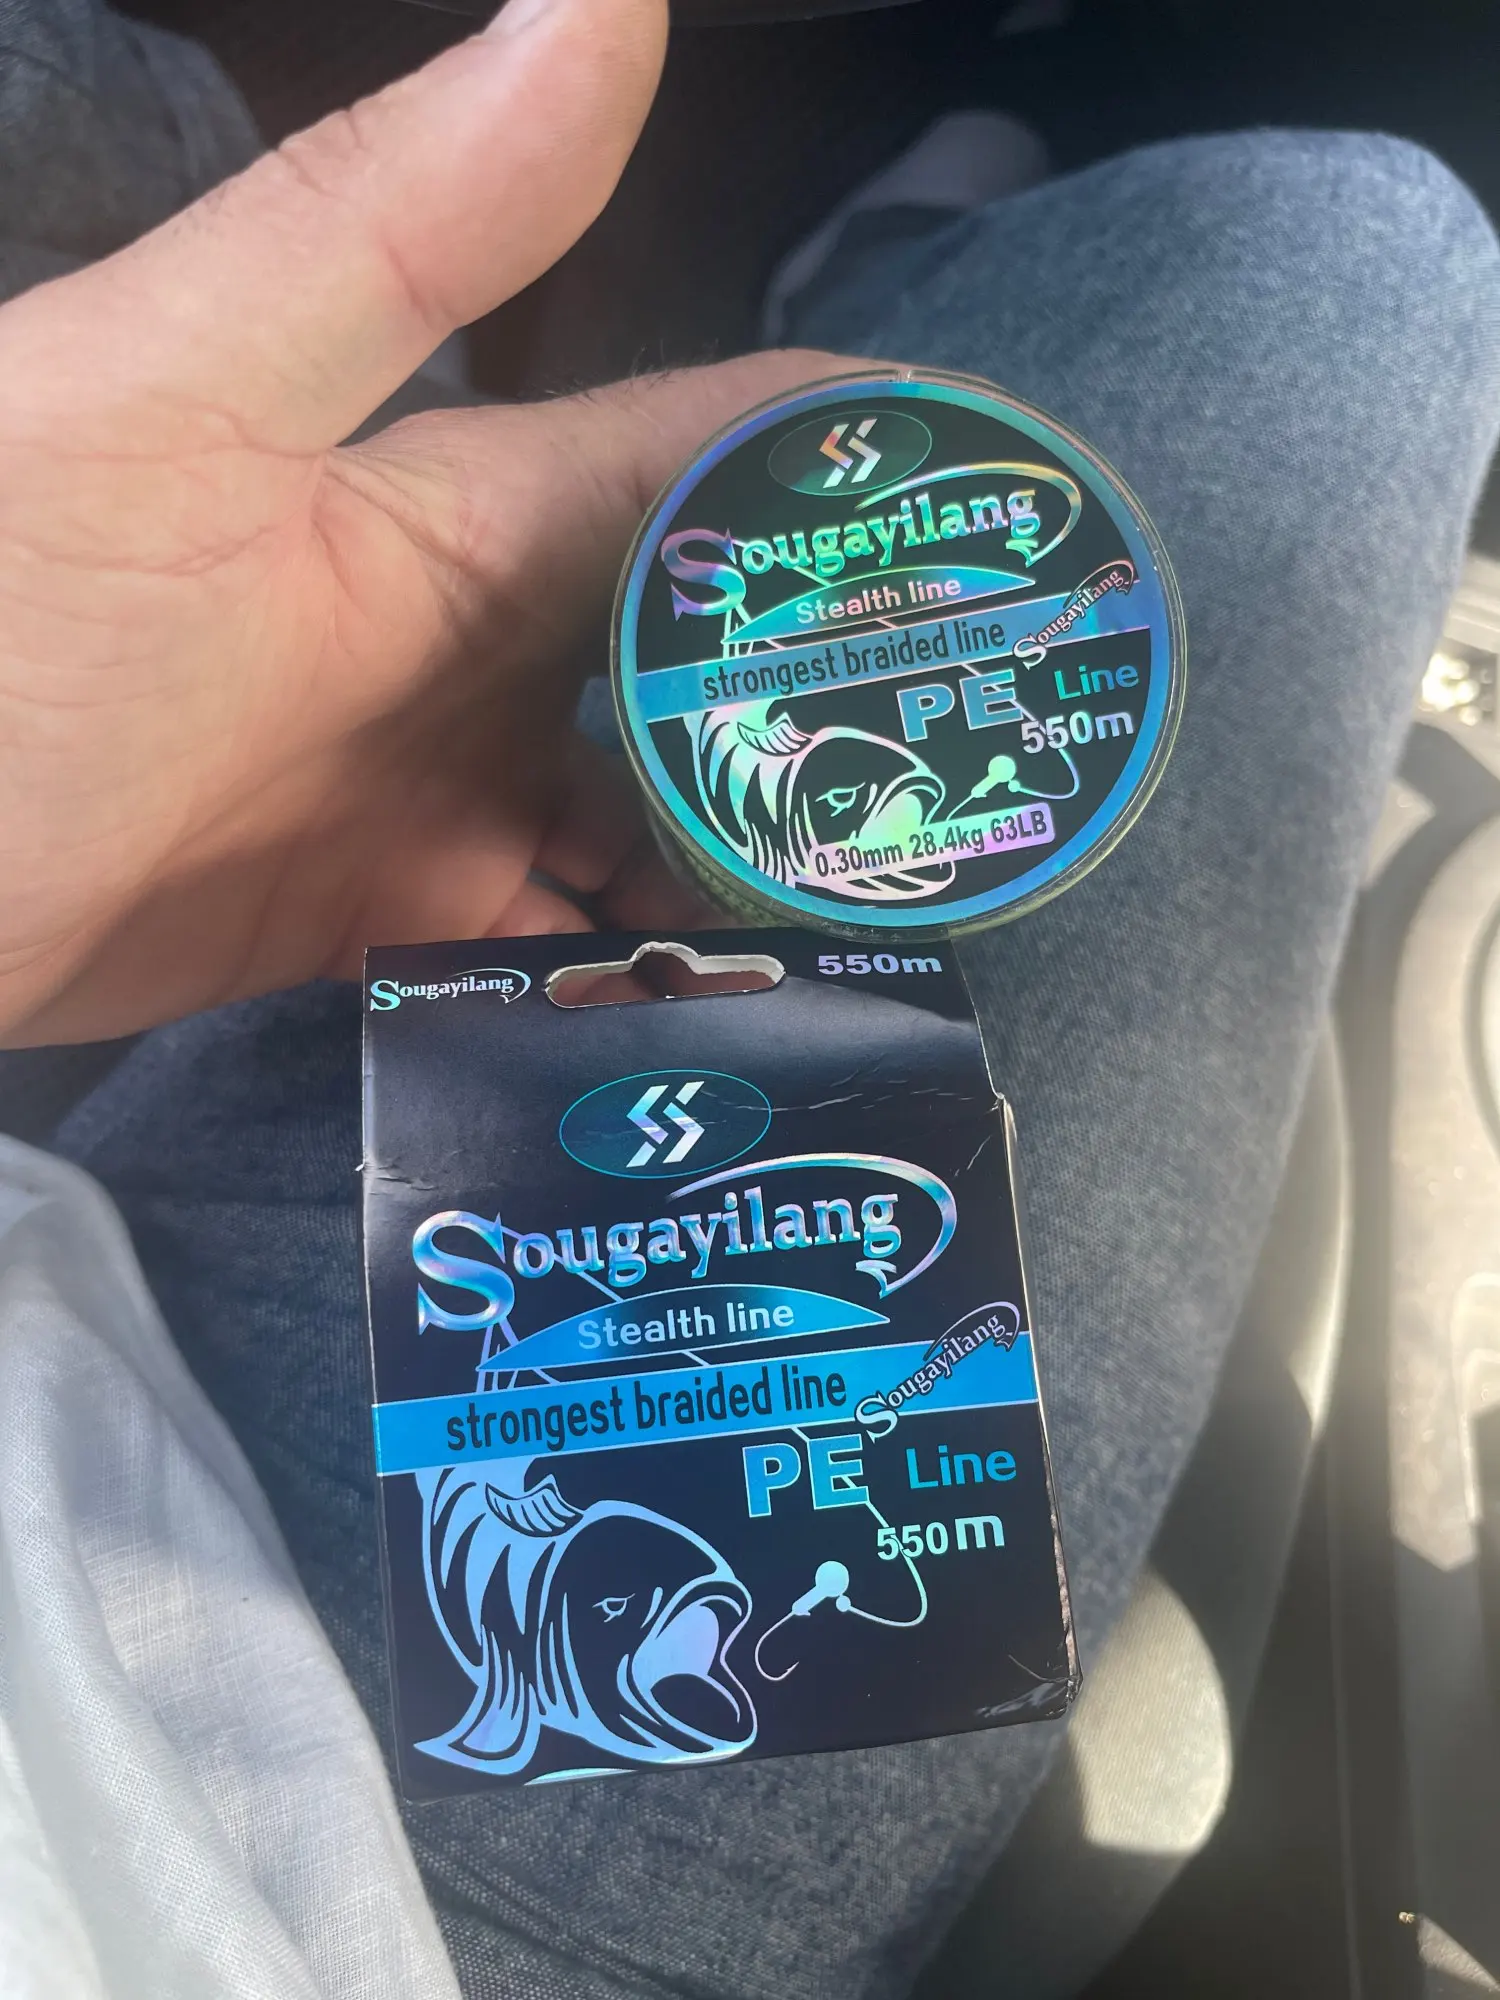 Sougayilang
Stealth line
strongest braided line
Sougayilang
PE Line
550m
0.30mm 28.4kg 63LB
Sougayilang
550m
Sougayilang
Stealth line
strongest braided line
Sougayilang
PE Line
550m